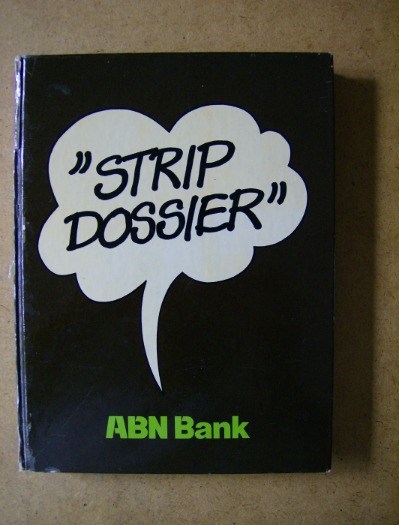 "STRIP
DOSSIER"
ABN Bank